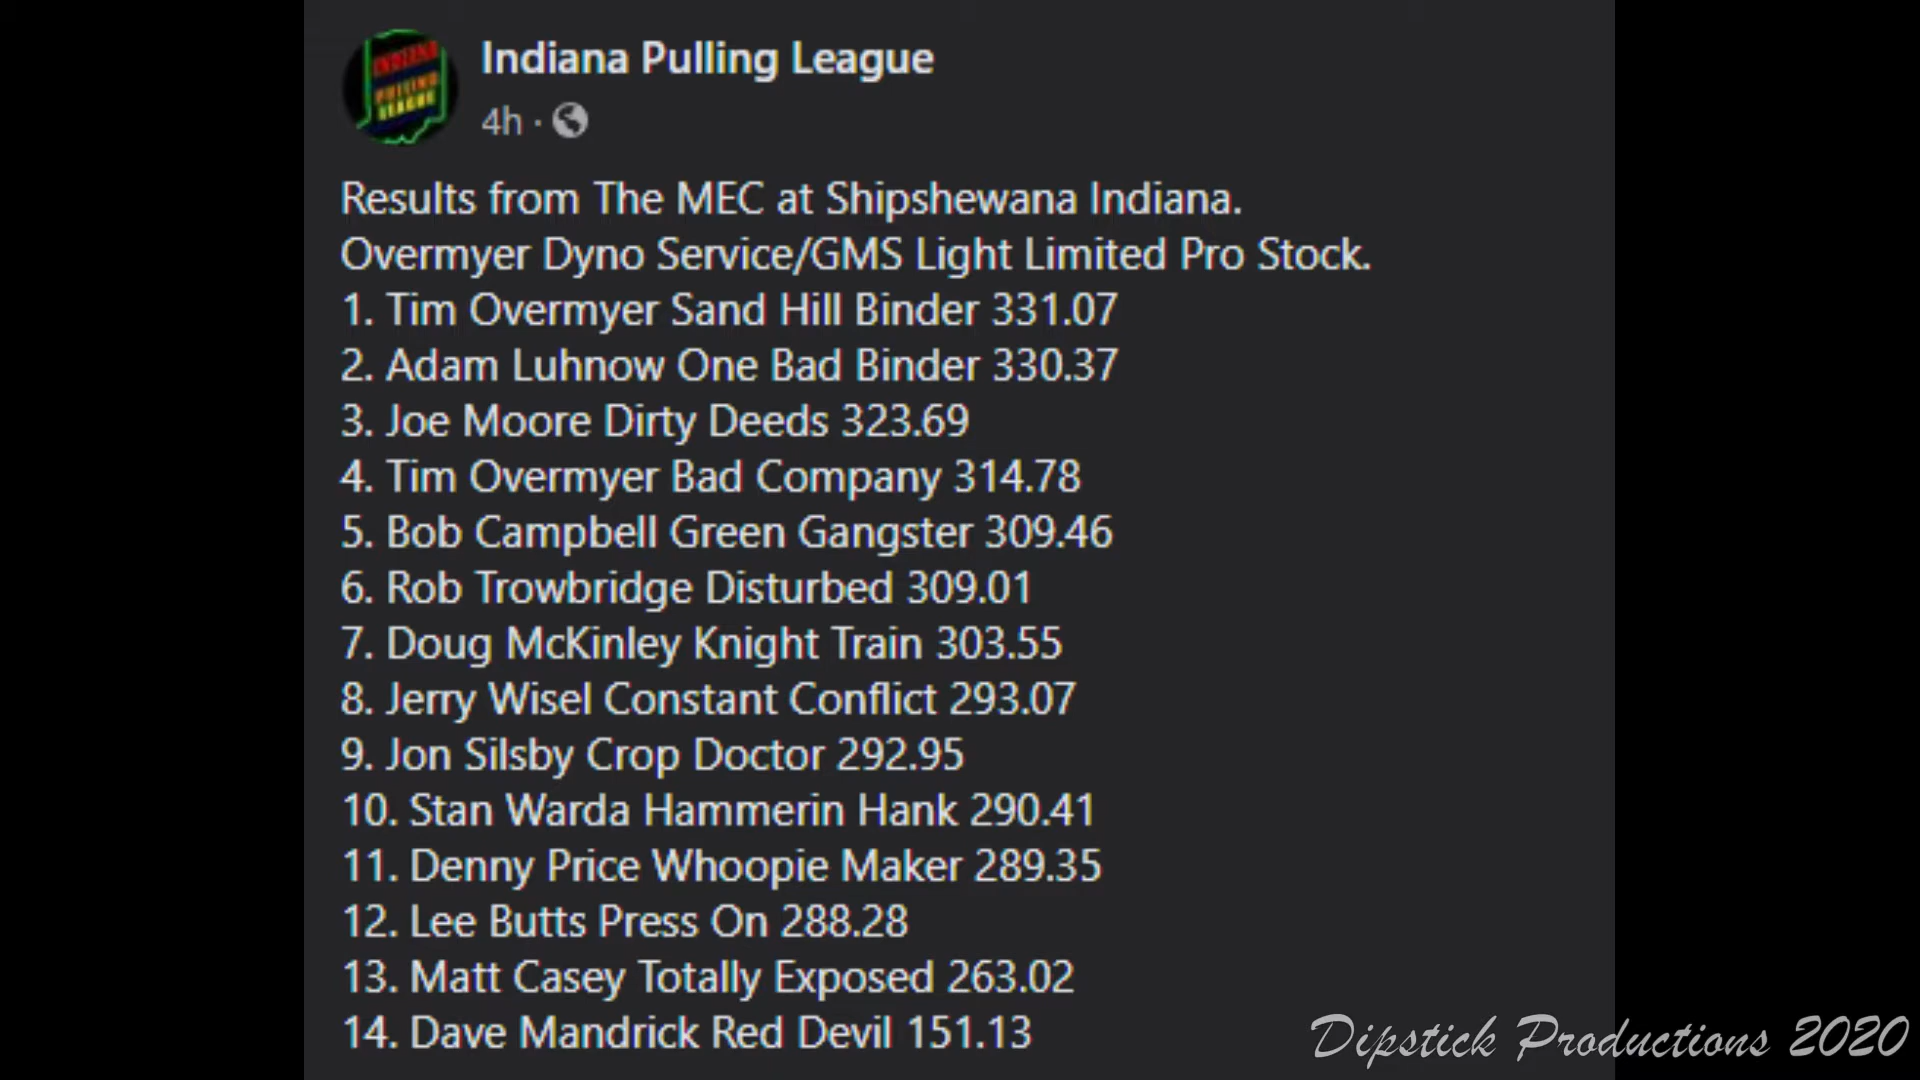 INDIANA
PULLING
LEAGUE
Indiana Pulling League
4h ·
Results from The MEC at Shipshewana Indiana.
Overmyer Dyno Service/GMS Light Limited Pro Stock.
1. Tim Overmyer Sand Hill Binder 331.07
2. Adam Luhnow One Bad Binder 330.37
3. Joe Moore Dirty Deeds 323.69
4. Tim Overmyer Bad Company 314.78
5. Bob Campbell Green Gangster 309.46
6. Rob Trowbridge Disturbed 309.01
7. Doug McKinley Knight Train 303.55
8. Jerry Wisel Constant Conflict 293.07
9. Jon Silsby Crop Doctor 292.95
10. Stan Warda Hammerin Hank 290.41
11. Denny Price Whoopie Maker 289.35
12. Lee Butts Press On 288.28
13. Matt Casey Totally Exposed 263.02
14. Dave Mandrick Red Devil 151.13
Dipstick Productions 2020